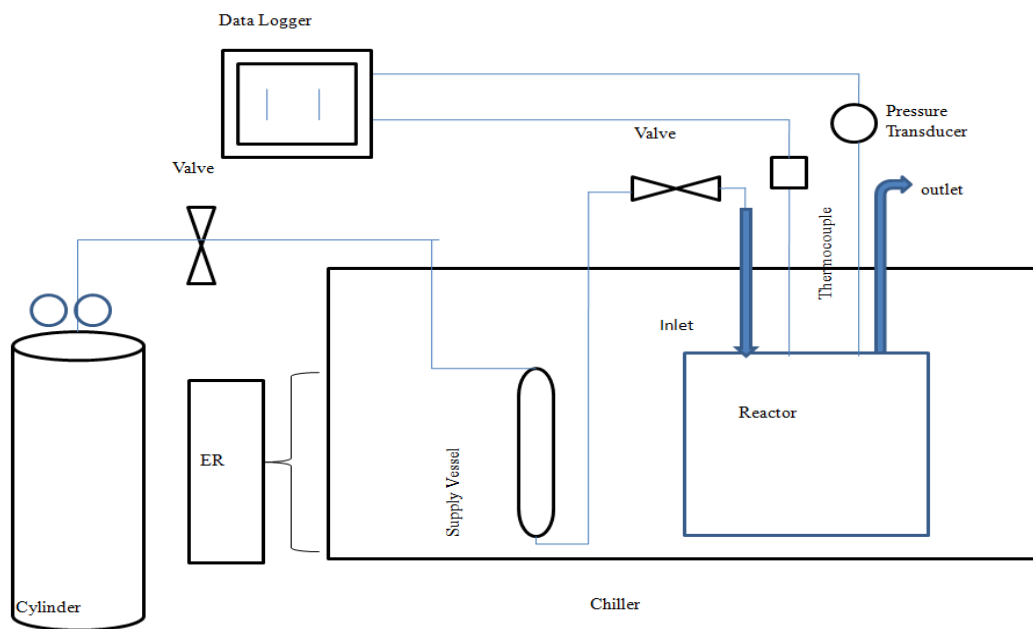 Data Logger
Pressure
Transducer
Valve
Valve
outlet
Thermocouple
Inlet
Reactor
ER
Supply Vessel
Cylinder
Chiller